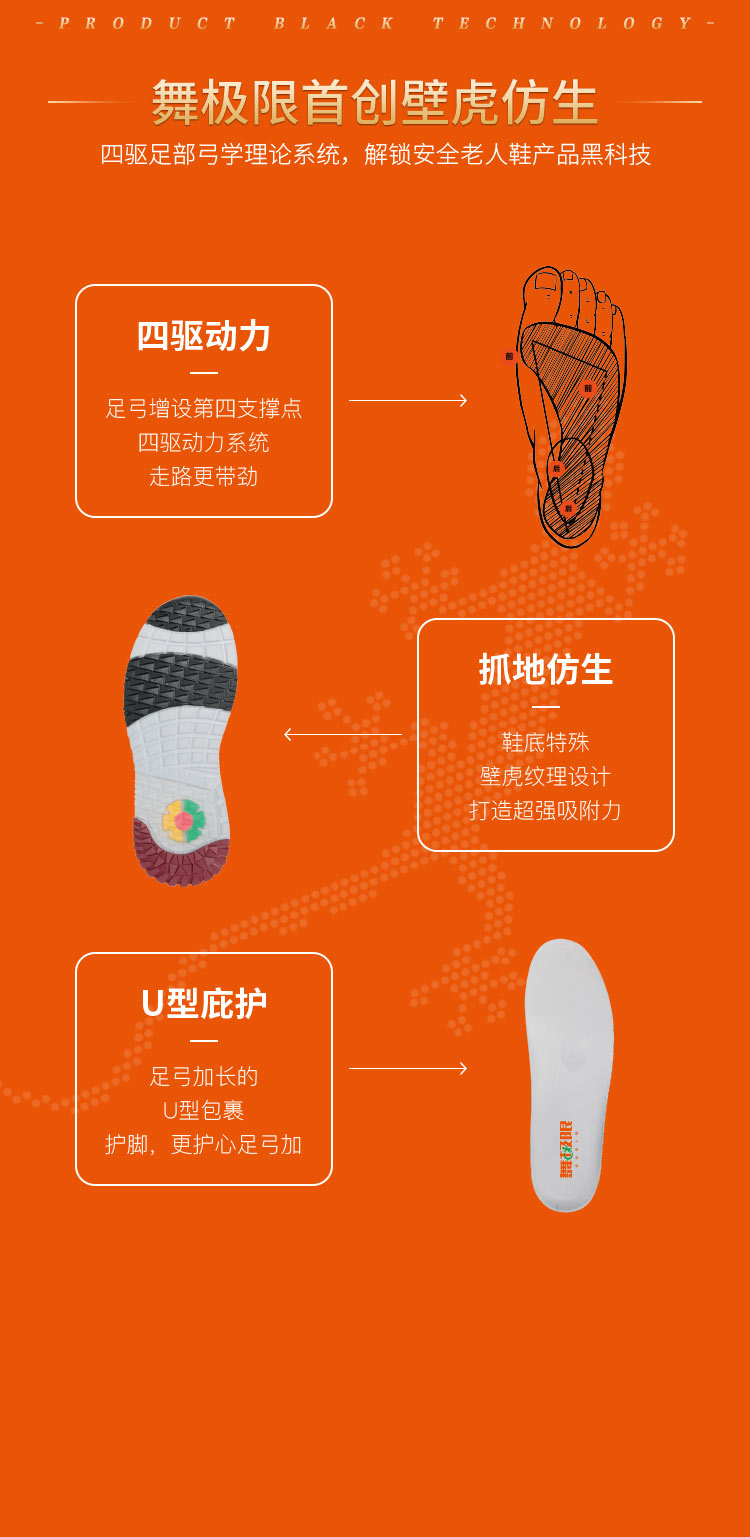 - PRODUCT BLACK TECHNOLOGY -
舞极限首创壁虎仿生
四驱足部弓学理论系统，解锁安全老人鞋产品黑科技
四驱动力
足弓增设第四支撑点
四驱动力系统
走路更带劲
前
前
后
后
抓地仿生
鞋底特殊
壁虎纹理设计
打造超强吸附力
U型庇护
足弓加长的
U型包裹
护脚，更护心足弓加
舞极限